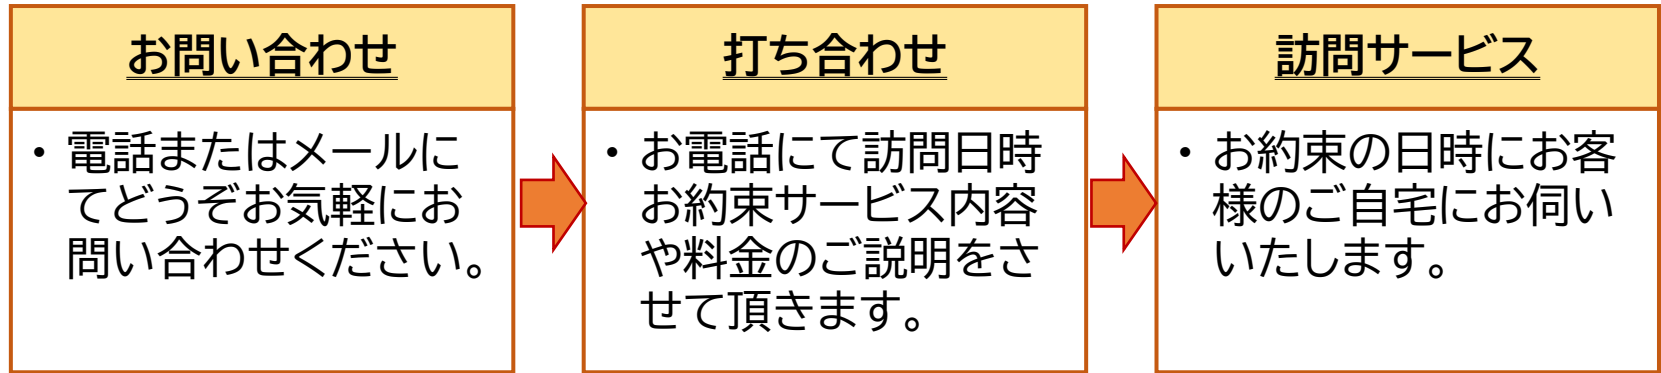 お問い合わせ
・電話またはメールに
てどうぞお気軽にお
問い合わせください。
打ち合わせ
・お電話にて訪問日時
お約束サービス内容
や料金のご説明をさ
せて頂きます。
訪問サービス
・お約束の日時にお客
様のご自宅にお伺い
いたします。